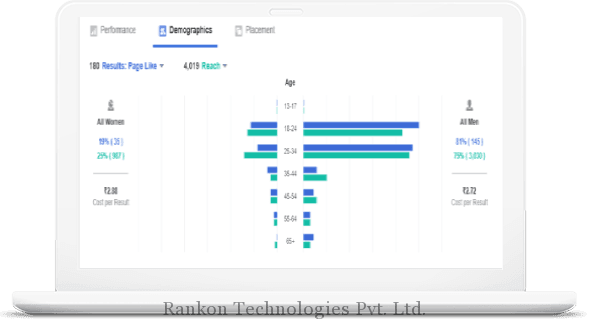 Performance
Demographics
Placement
180 Results: Page Like
4,019 Reach
Age
13-17
All Women
All Men
18-24
19% (35)
81% (145)
25% (987)
75% (3,030)
25-34
35-44
₹2.00
₹2.72
45-54
Cost per Result
Cost per Result
55-64
65+
Rankon Technologies Pvt. Ltd.